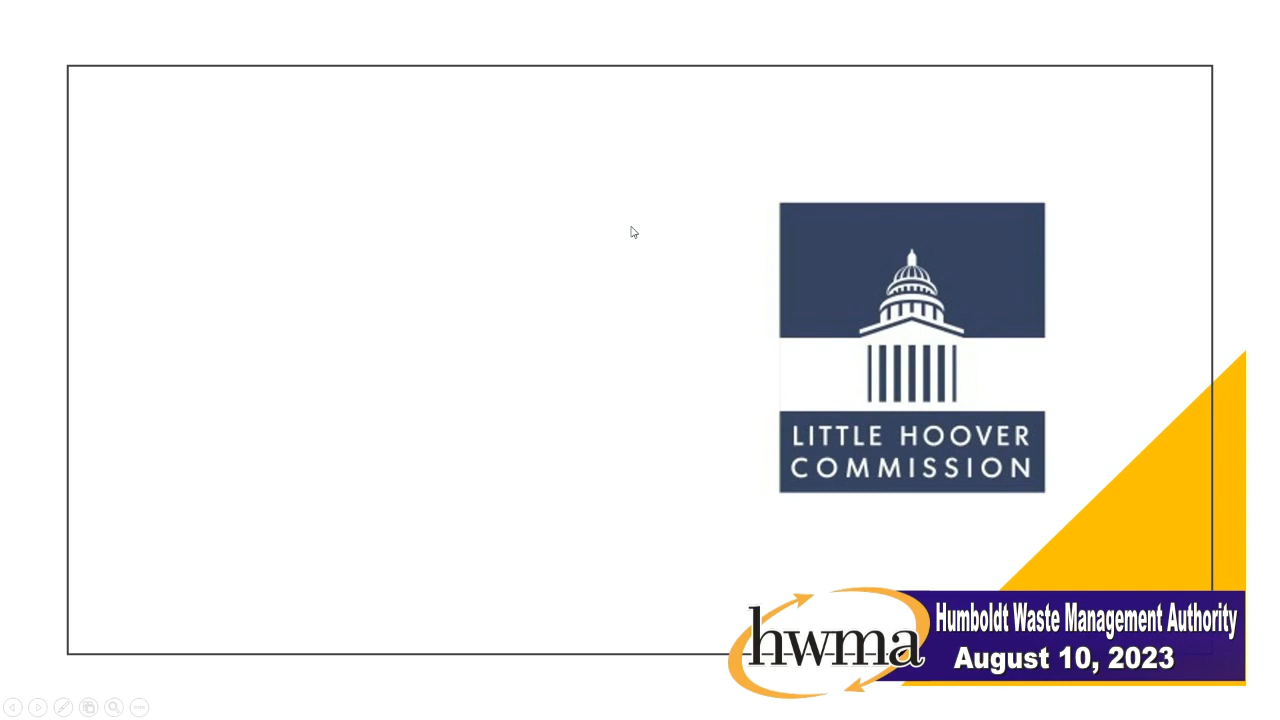 LITTLE HOOVER
COMMISSION
hwma
Humboldt Waste Management Authority
August 10, 2023